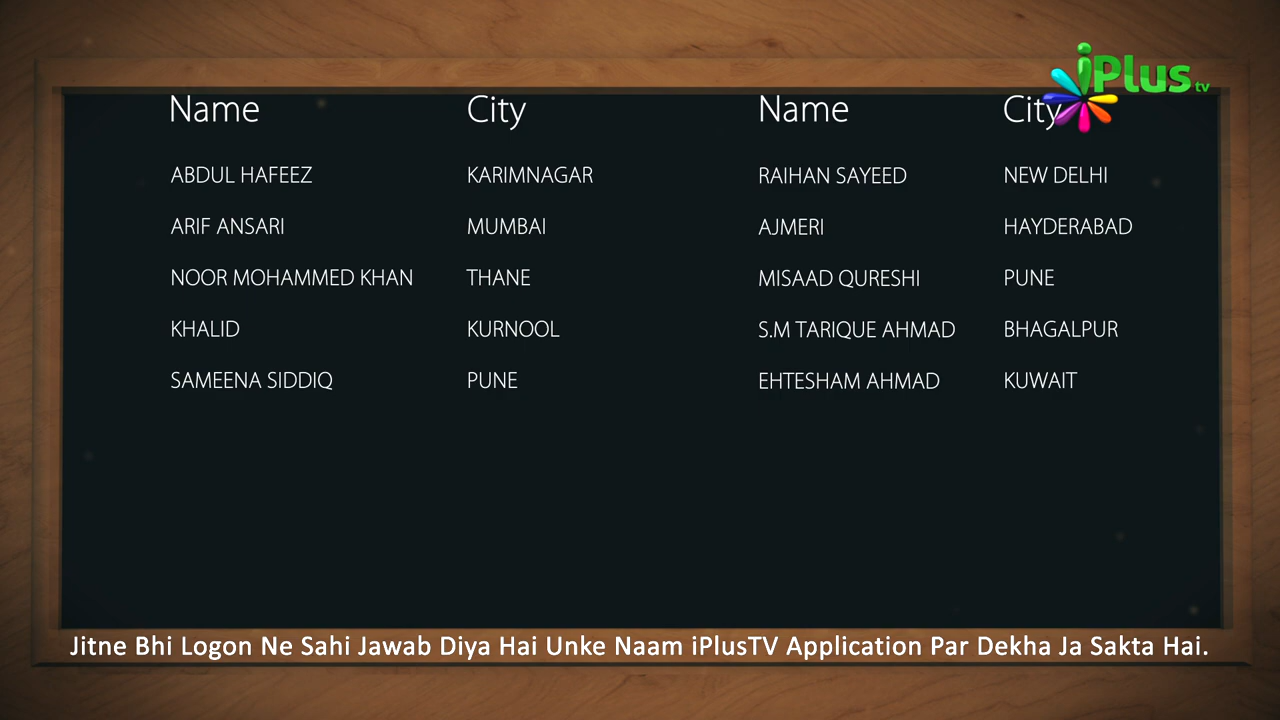 iPlus tv
Name City Name City
ABDUL HAFEEZ KARIMNAGAR RAIHAN SAYEED NEW DELHI
ARIF ANSARI MUMBAI AJMERI HAYDERABAD
NOOR MOHAMMED KHAN THANE MISAAD QURESHI PUNE
KHALID KURNOOL S.M TARIQUE AHMAD BHAGALPUR
SAMEENA SIDDIQ PUNE EHTESHAM AHMAD KUWAIT
Jitne Bhi Logon Ne Sahi Jawab Diya Hai Unke Naam iPlusTV Application Par Dekha Ja Sakta Hai.